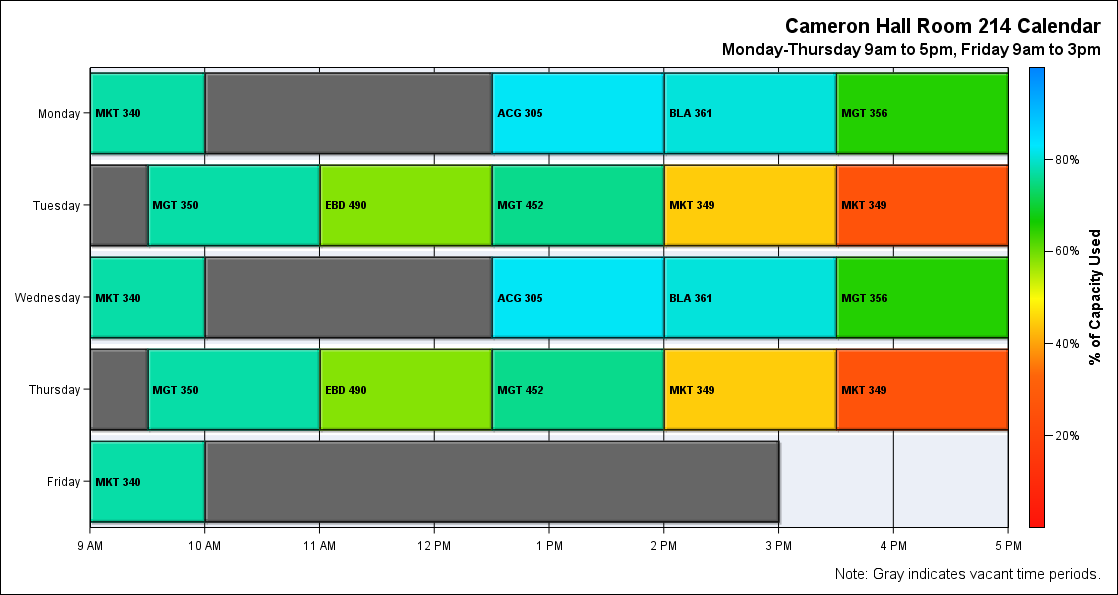 Cameron Hall Room 214 Calendar
Monday-Thursday 9am to 5pm, Friday 9am to 3pm
Monday
MKT 340
ACG 305
BLA 361
MGT 356
Tuesday
MGT 350
EBD 490
MGT 452
MKT 349
MKT 349
Wednesday
MKT 340
ACG 305
BLA 361
MGT 356
Thursday
MGT 350
EBD 490
MGT 452
MKT 349
MKT 349
Friday
MKT 340
9 AM
10 AM
11 AM
12 PM
1 PM
2 PM
3 PM
4 PM
5 PM
80%
60%
40%
20%
% of Capacity Used
Note: Gray indicates vacant time periods.